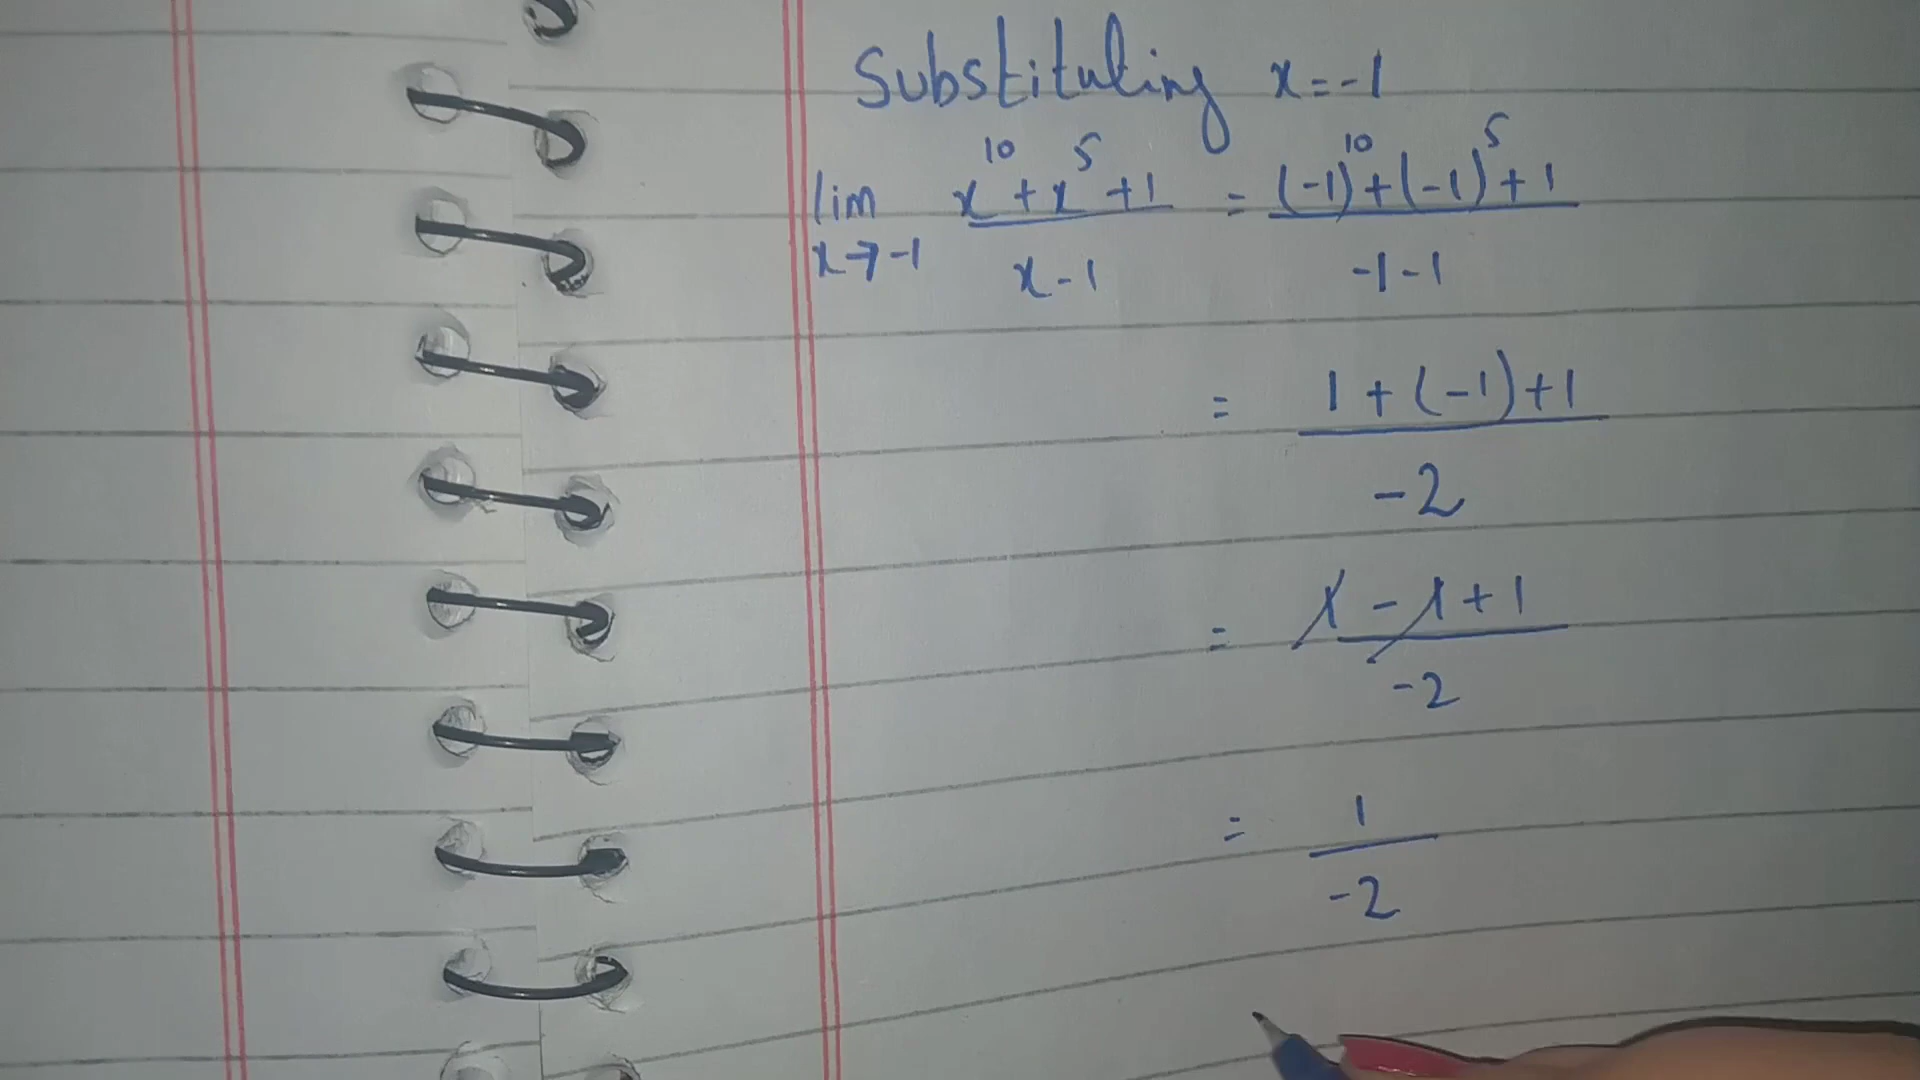 Substituting x=-1
lim x→-1 (x^10+x^5+1)/(x-1) = ((-1)^10+(-1)^5+1)/(-1-1)
= (1+(-1)+1)/(-2)
= (1-1+1)/(-2)
= 1/(-2)